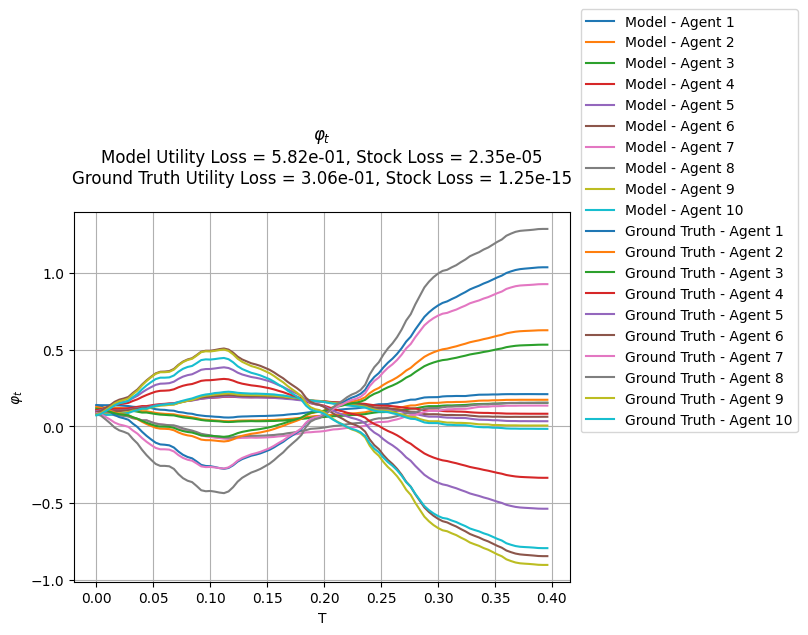 φt
Model Utility Loss = 5.82e-01, Stock Loss = 2.35e-05
Ground Truth Utility Loss = 3.06e-01, Stock Loss = 1.25e-15
φt
1.0
0.5
0.0
−0.5
−1.0
0.00 0.05 0.10 0.15 0.20 0.25 0.30 0.35 0.40
T
Model - Agent 1
Model - Agent 2
Model - Agent 3
Model - Agent 4
Model - Agent 5
Model - Agent 6
Model - Agent 7
Model - Agent 8
Model - Agent 9
Model - Agent 10
Ground Truth - Agent 1
Ground Truth - Agent 2
Ground Truth - Agent 3
Ground Truth - Agent 4
Ground Truth - Agent 5
Ground Truth - Agent 6
Ground Truth - Agent 7
Ground Truth - Agent 8
Ground Truth - Agent 9
Ground Truth - Agent 10